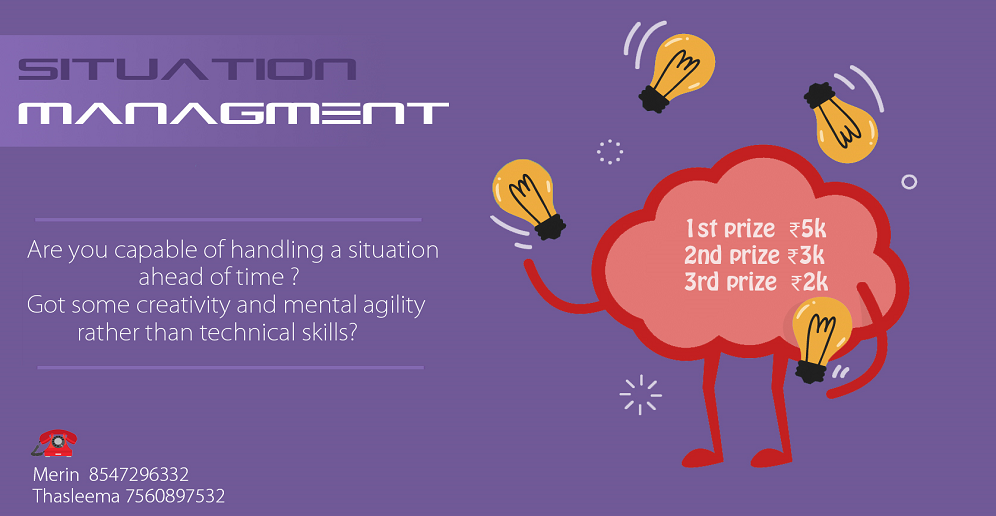 SITUATION
MANAGMENT
Are you capable of handling a situation
ahead of time ?
Got some creativity and mental agility
rather than technical skills?
Merin 8547296332
Thasleema 7560897532
1st prize ₹5k
2nd prize ₹3k
3rd prize ₹2k